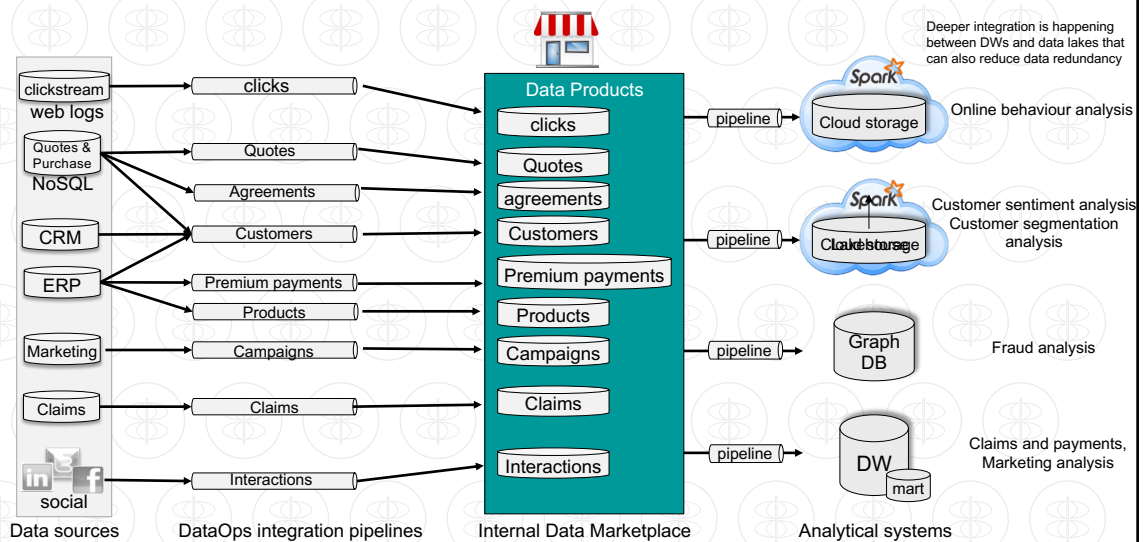 Deeper integration is happening
between DWs and data lakes that
can also reduce data redundancy
clickstream
web logs
Quotes &
Purchase
NoSQL
CRM
ERP
Marketing
Claims
in
f
social
Data sources
clicks
Quotes
Agreements
Customers
Premium payments
Products
Campaigns
Claims
Interactions
DataOps integration pipelines
Data Products
clicks
Quotes
agreements
Customers
Premium payments
Products
Campaigns
Claims
Interactions
Internal Data Marketplace
pipeline
pipeline
pipeline
pipeline
Spark
Cloud storage
Spark
Cloud storage
Lakehouse
Graph
DB
DW
mart
Analytical systems
Online behaviour analysis
Customer sentiment analysis
Customer segmentation
analysis
Fraud analysis
Claims and payments,
Marketing analysis